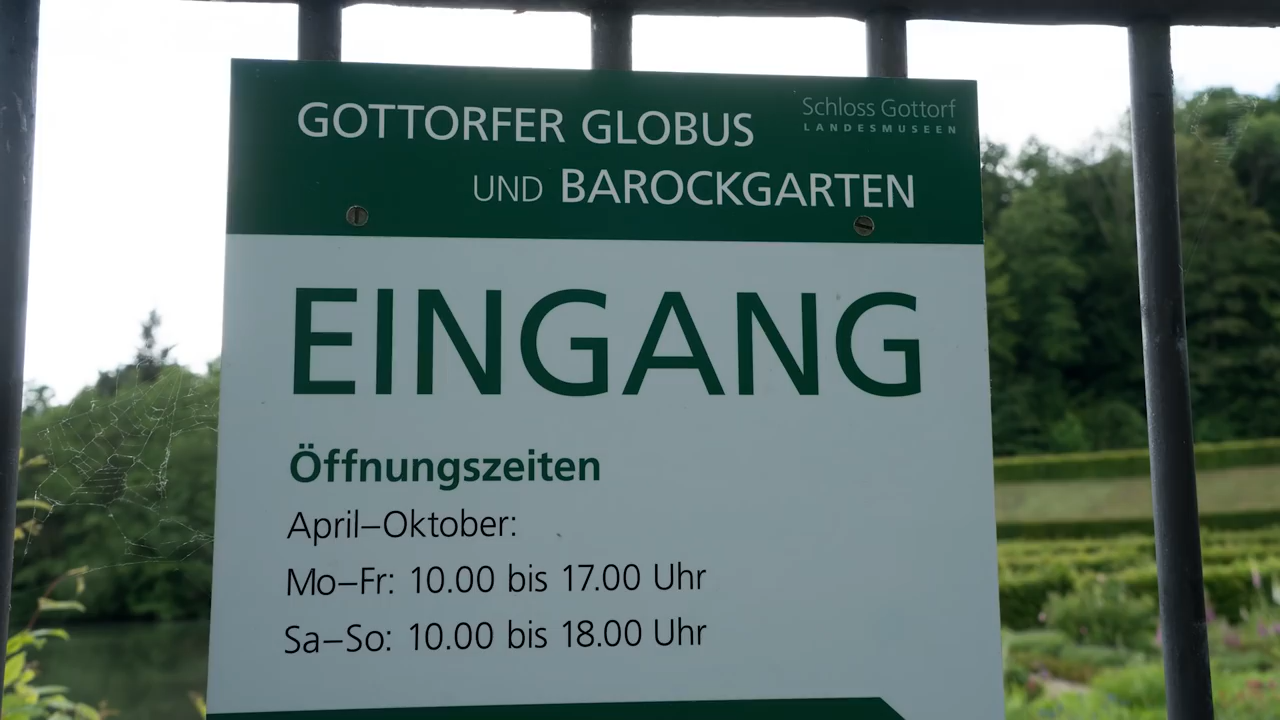 GOTTORFER GLOBUS
Schloss Gottorf
LANDESMUSEEN
UND BAROCKGARTEN
EINGANG
Öffnungszeiten
April–Oktober:
Mo–Fr: 10.00 bis 17.00 Uhr
Sa–So: 10.00 bis 18.00 Uhr